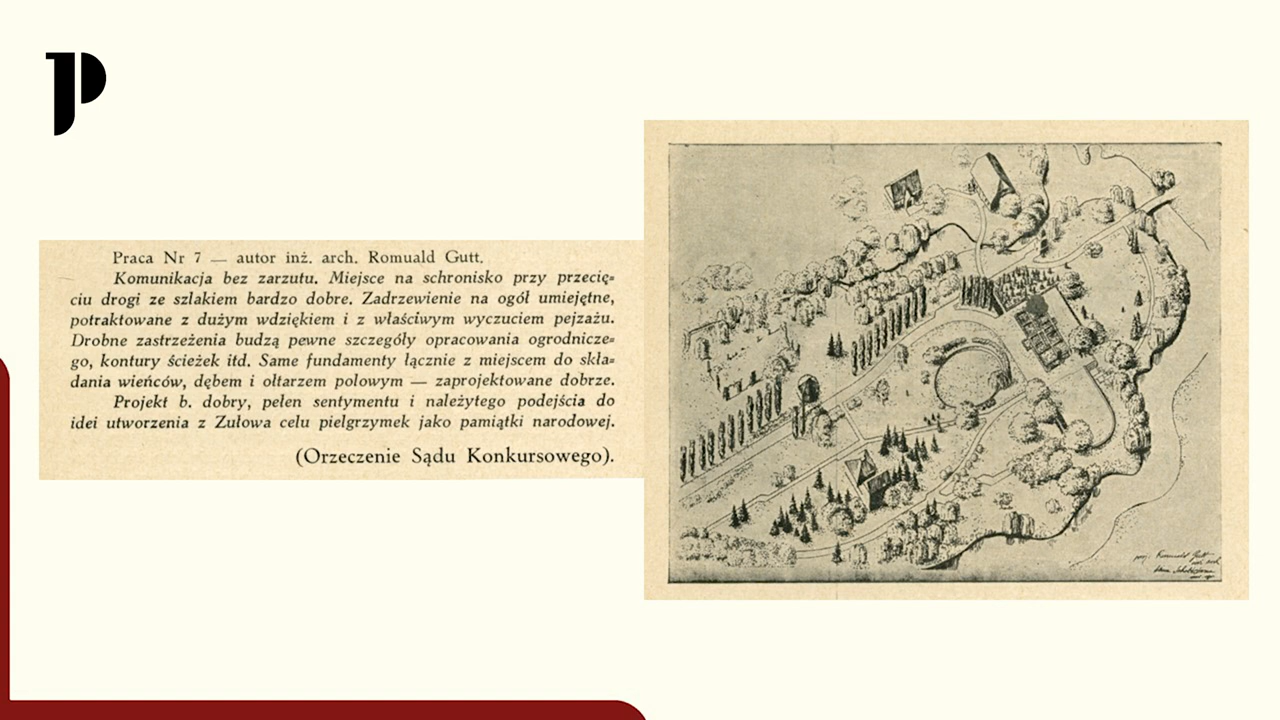 Praca Nr 7 — autor inż. arch. Romuald Gutt.
Komunikacja bez zarzutu. Miejsce na schronisko przy przecię-
ciu drogi ze szlakiem bardzo dobre. Zadrzewienie na ogół umiejętne,
potraktowane z dużym wdziękiem i z właściwym wyczuciem pejzażu.
Drobne zastrzeżenia budzą pewne szczegóły opracowania ogrodnicze-
go, kontury ścieżek itd. Same fundamenty łącznie z miejscem do skła-
dania wieńców, dębem i ołtarzem polowym — zaprojektowane dobrze.
Projekt b. dobry, pełen sentymentu i należytego podejścia do
idei utworzenia z Zułowa celu pielgrzymek jako pamiątki narodowej.
(Orzeczenie Sądu Konkursowego).
Romuald Gutt